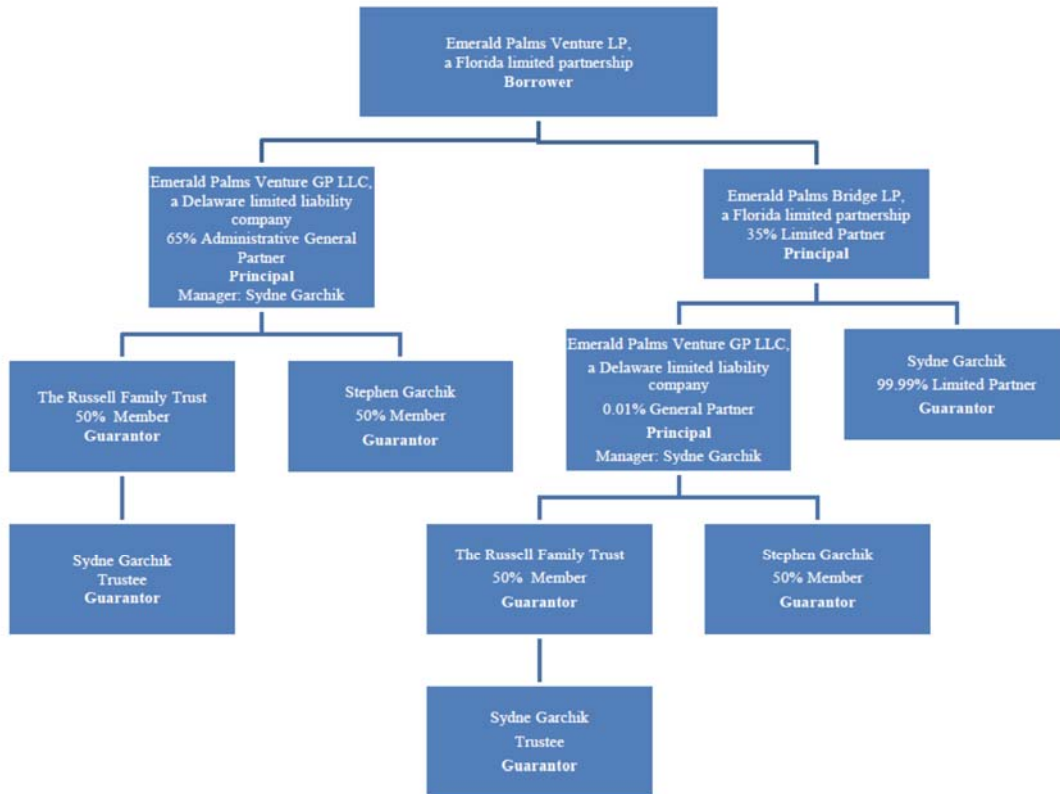 Emerald Palms Venture LP,
a Florida limited partnership
Borrower
Emerald Palms Venture GP LLC,
a Delaware limited liability
company
65% Administrative General
Partner
Principal
Manager: Sydne Garchik
Emerald Palms Bridge LP,
a Florida limited partnership
35% Limited Partner
Principal
The Russell Family Trust
50% Member
Guarantor
Stephen Garchik
50% Member
Guarantor
Emerald Palms Venture GP LLC,
a Delaware limited liability
company
0.01% General Partner
Principal
Manager: Sydne Garchik
Sydne Garchik
99.99% Limited Partner
Guarantor
Sydne Garchik
Trustee
Guarantor
The Russell Family Trust
50% Member
Guarantor
Stephen Garchik
50% Member
Guarantor
Sydne Garchik
Trustee
Guarantor